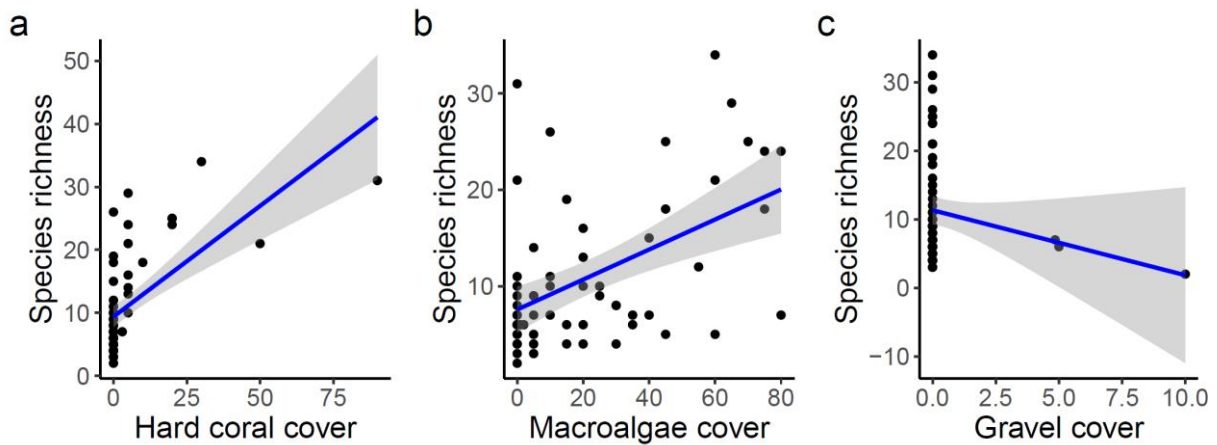 a
Species richness
50
40
30
20
10
0
0 25 50 75
Hard coral cover
b
Species richness
30
20
10
0 20 40 60 80
Macroalgae cover
c
Species richness
30
20
10
0
−10
0.0 2.5 5.0 7.5 10.0
Gravel cover